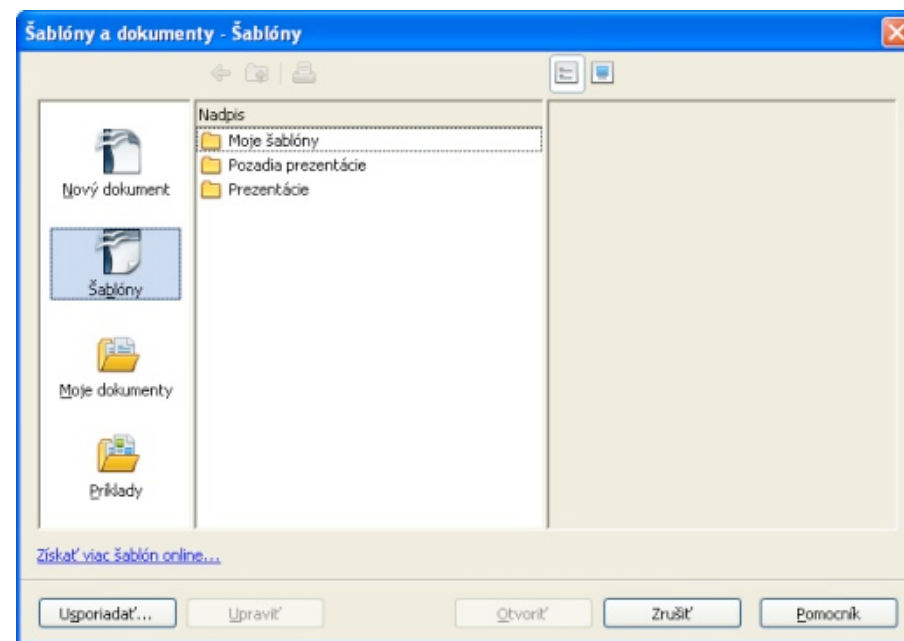 Šablóny a dokumenty - Šablóny
Nový dokument
Šablóny
Moje dokumenty
Príklady
Nadpis
Moje šablóny
Pozadia prezentácie
Prezentácie
Získať viac šablón online...
Usporiadať...
Upraviť
Otvoriť
Zrušiť
Pomocník